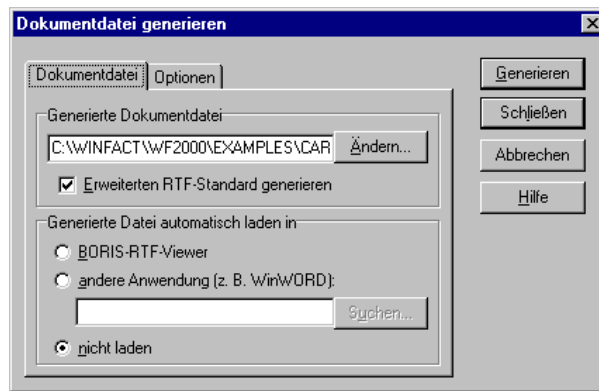 Dokumentdatei generieren
Dokumentdatei
Optionen
Generieren
Generierte Dokumentdatei
Schließen
C:\WINFACT\WF2000\EXAMPLES\CAR
Ändern...
Abbrechen
Erweiterten RTF-Standard generieren
Hilfe
Generierte Datei automatisch laden in
BORIS-RTF-Viewer
andere Anwendung (z. B. WinWORD):
Suchen...
nicht laden